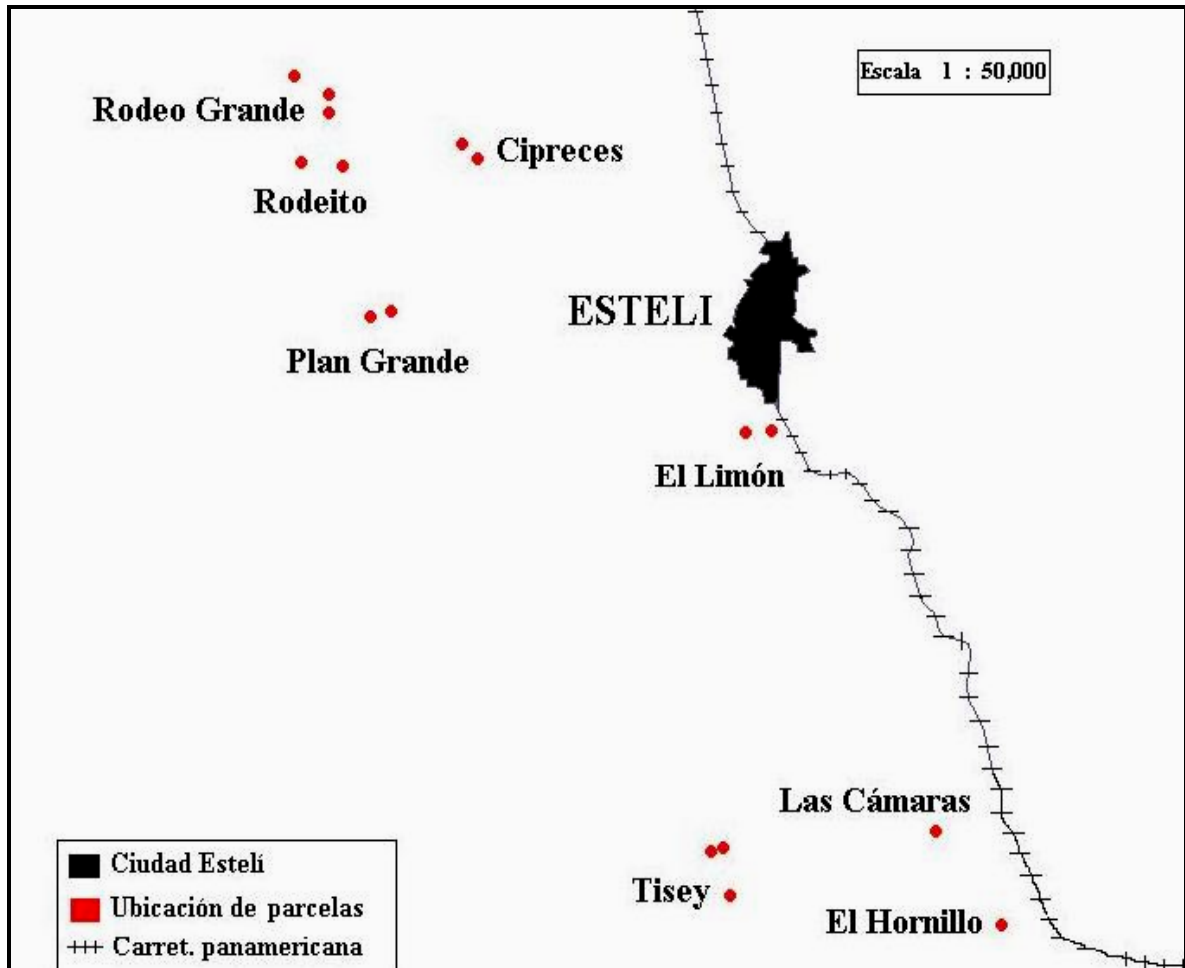 Escala 1 : 50,000
Rodeo Grande
Cipreces
Rodeito
ESTELI
Plan Grande
El Limón
Las Cámaras
Tisey
El Hornillo
Ciudad Estelí
Ubicación de parcelas
Carret. panamericana